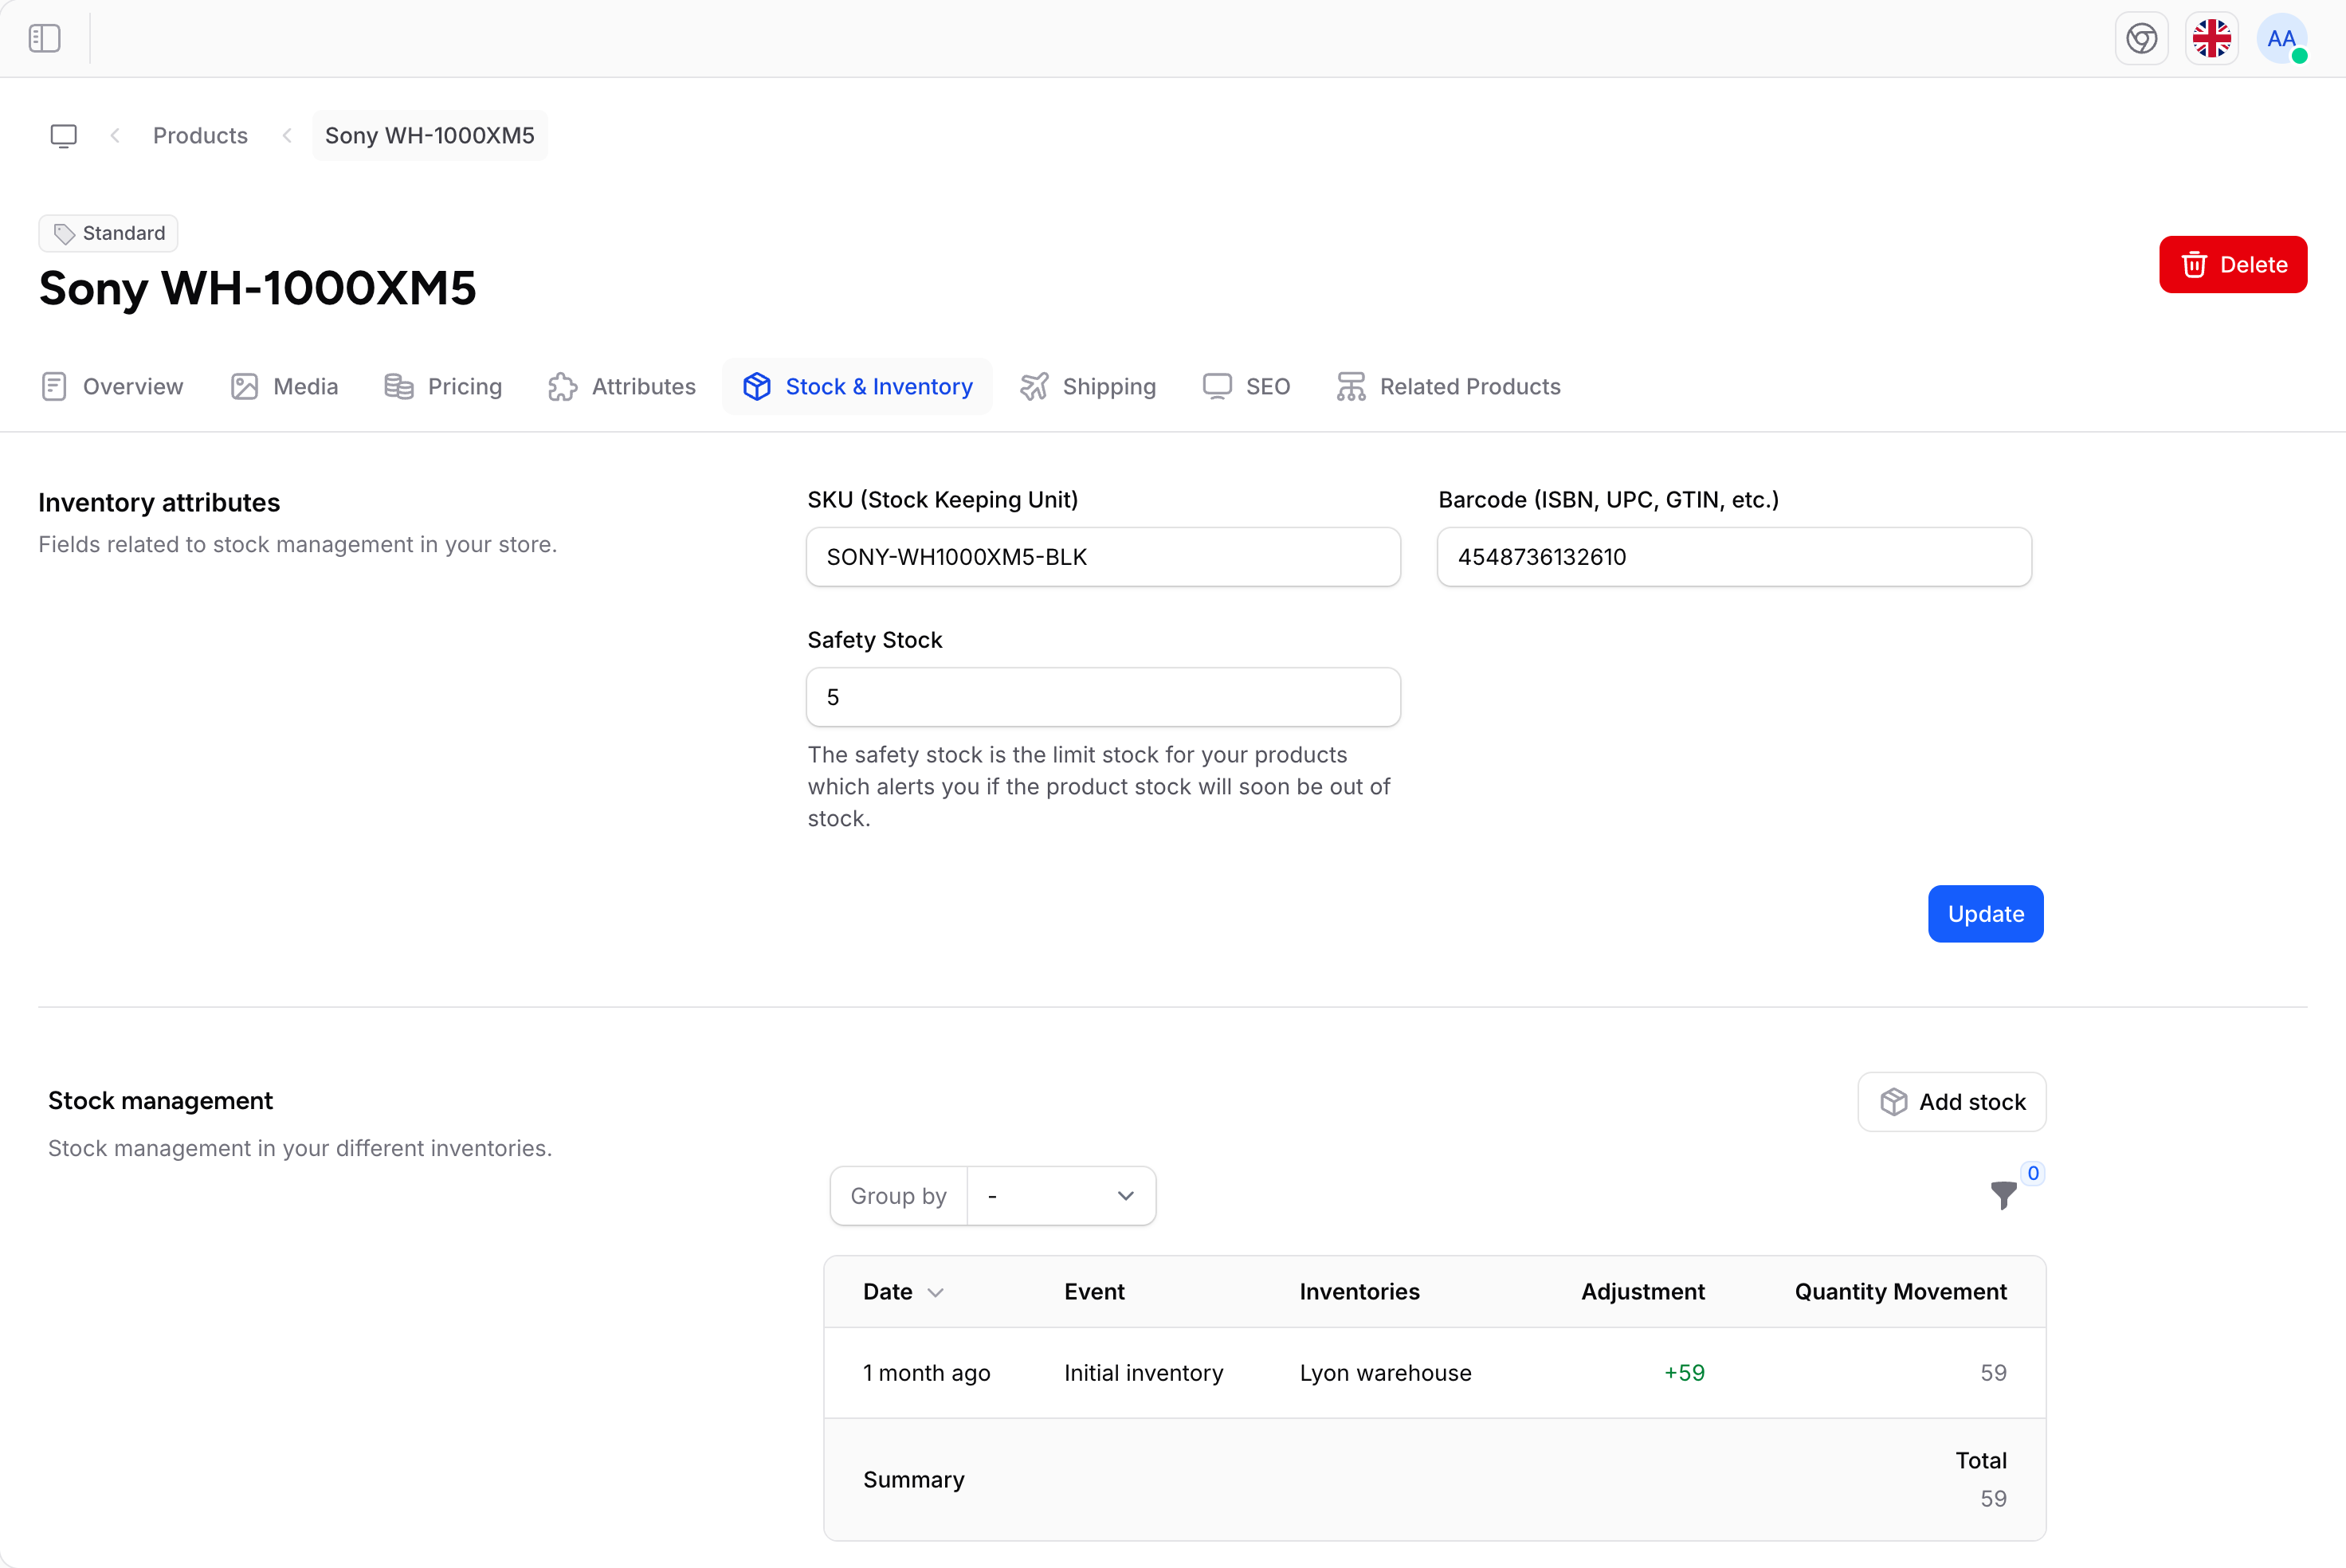 AA
Products
Sony WH-1000XM5
Standard
Sony WH-1000XM5
Delete
Overview
Media
Pricing
Attributes
Stock & Inventory
Shipping
SEO
Related Products
Inventory attributes
Fields related to stock management in your store.
SKU (Stock Keeping Unit)
SONY-WH1000XM5-BLK
Barcode (ISBN, UPC, GTIN, etc.)
4548736132610
Safety Stock
5
The safety stock is the limit stock for your products
which alerts you if the product stock will soon be out of
stock.
Update
Stock management
Stock management in your different inventories.
Add stock
Group by
-
0
Date Event Inventories Adjustment Quantity Movement
1 month ago Initial inventory Lyon warehouse +59 59
Summary
Total
59